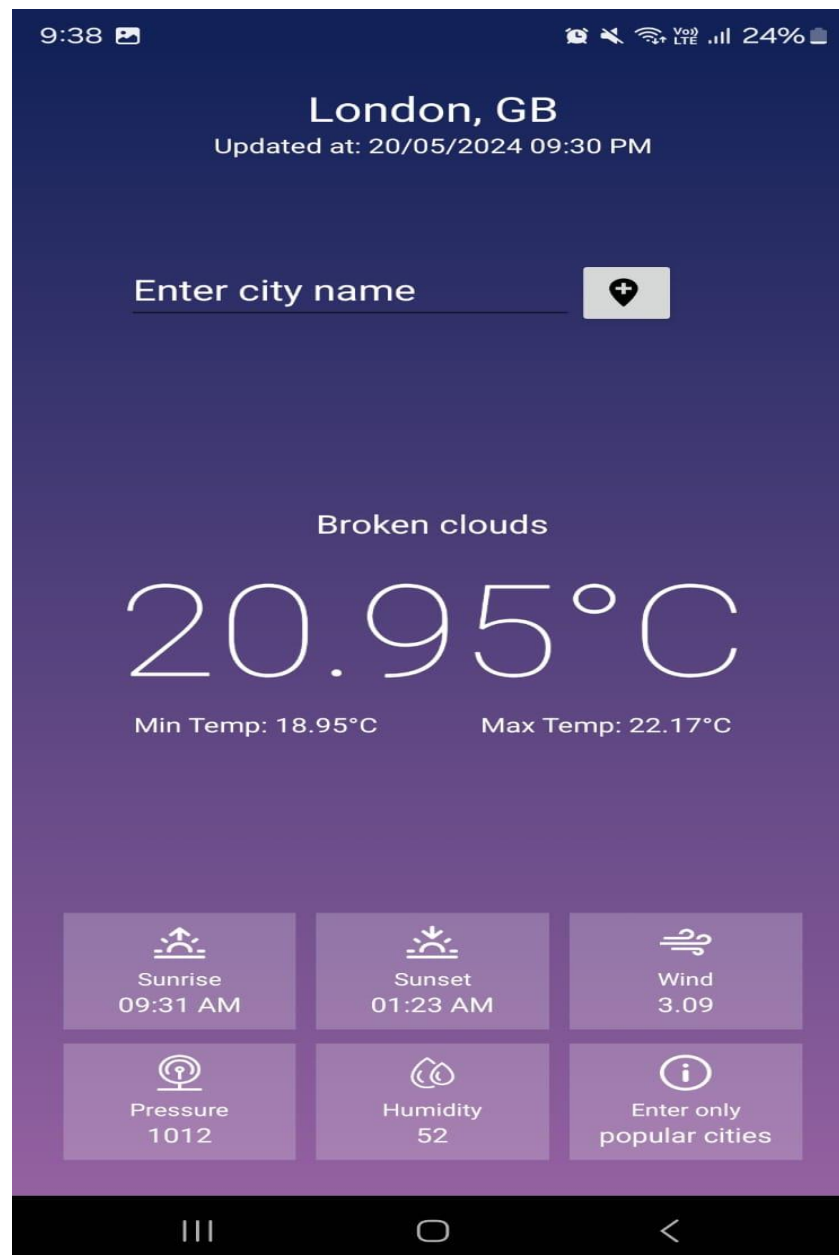 9:38 Vo)) LTE 24%
London, GB
Updated at: 20/05/2024 09:30 PM
Enter city name
Broken clouds
20.95°C
Min Temp: 18.95°C Max Temp: 22.17°C
Sunrise Sunset Wind
09:31 AM 01:23 AM 3.09
Pressure Humidity Enter only
1012 52 popular cities